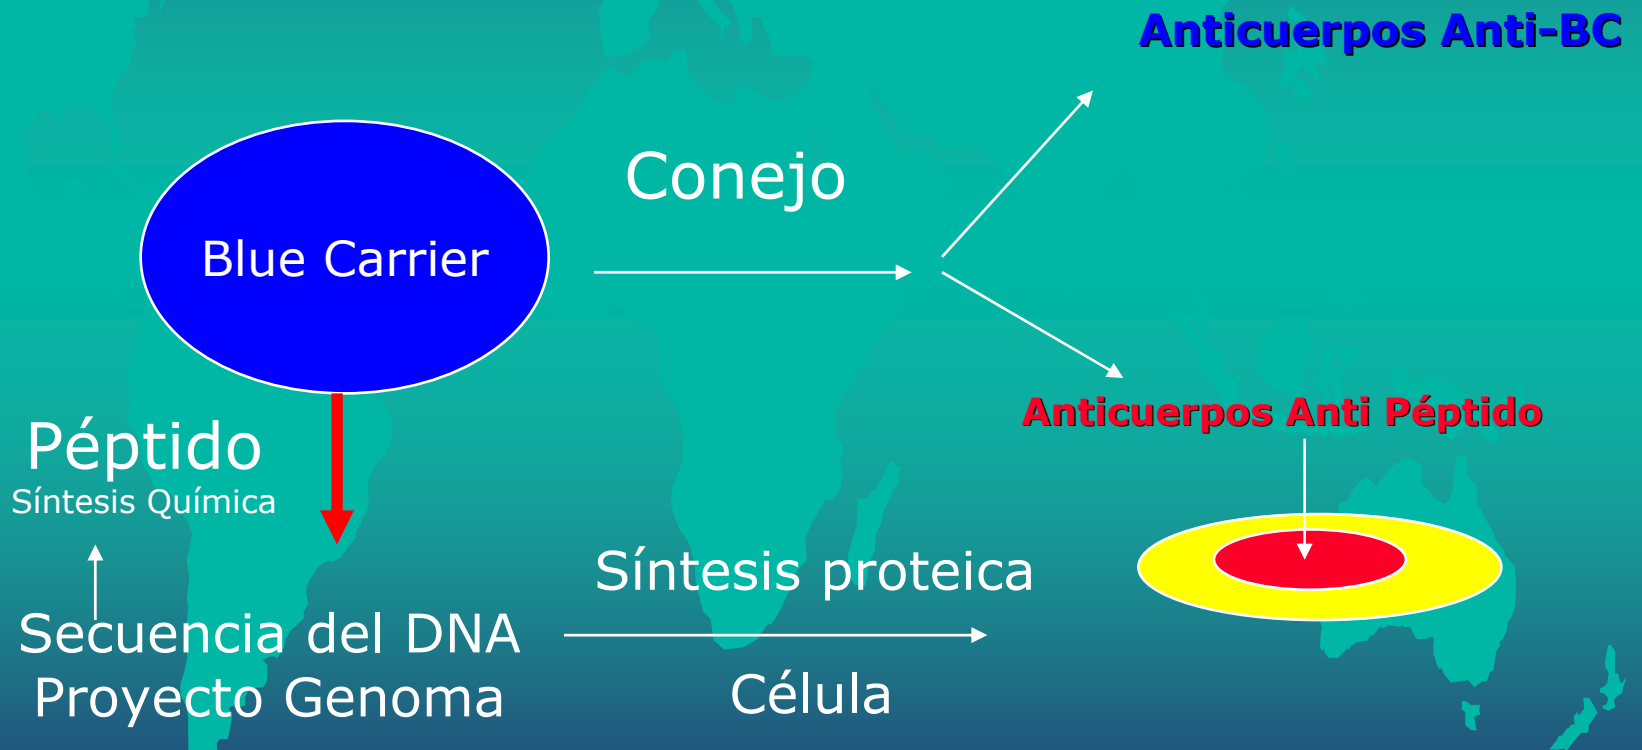 Anticuerpos Anti-BC
Conejo
Blue Carrier
Anticuerpos Anti Péptido
Péptido
Síntesis Química
Síntesis proteica
Secuencia del DNA
Proyecto Genoma
Célula